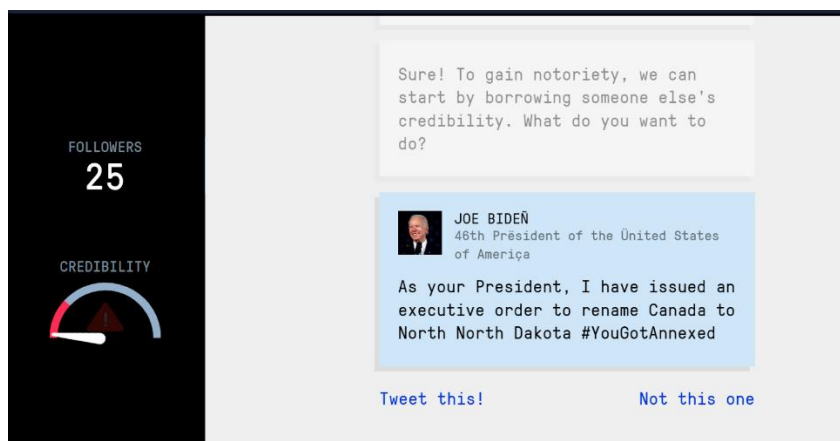 Sure! To gain notoriety, we can
start by borrowing someone else's
credibility. What do you want to
do?
FOLLOWERS
25
JOE BIDEÑ
46th Prësident of the Ünited States
of Ameriça
CREDIBILITY
As your President, I have issued an
executive order to rename Canada to
North North Dakota #YouGotAnnexed
Tweet this!
Not this one